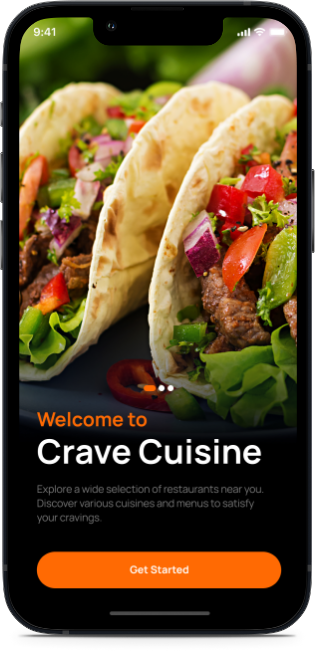 9:41
Welcome to
Crave Cuisine
Explore a wide selection of restaurants near you.
Discover various cuisines and menus to satisfy
your cravings.
Get Started